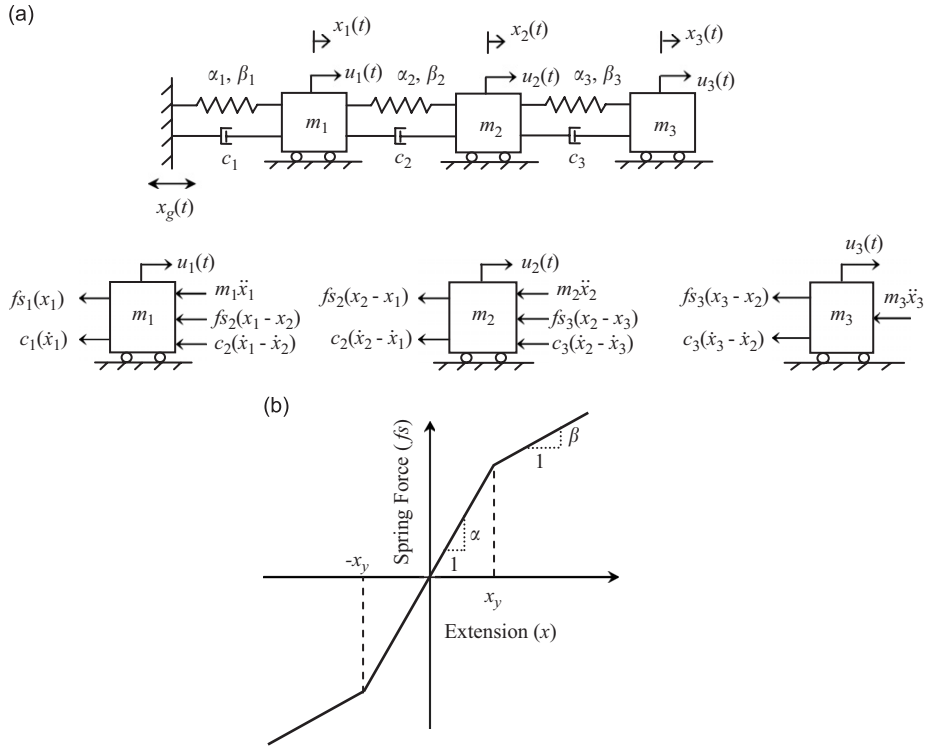 (a)
x₁(t) x₂(t) x₃(t)
α₁, β₁ u₁(t) α₂, β₂ u₂(t) α₃, β₃ u₃(t)
m₁ m₂ m₃
c₁ c₂ c₃
x_g(t)
u₁(t) u₂(t) u₃(t)
fs₁(x₁) m₁ẍ₁ fs₂(x₂ - x₁) m₂ẍ₂ fs₃(x₃ - x₂) m₃ẍ₃
m₁ fs₂(x₁ - x₂) m₂ fs₃(x₂ - x₃) m₃
c₁(ẋ₁) c₂(ẋ₁ - ẋ₂) c₂(ẋ₂ - ẋ₁) c₃(ẋ₂ - ẋ₃) c₃(ẋ₃ - ẋ₂)
(b)
Spring Force (fs)
β
1
α
1
-x_y
x_y
Extension (x)